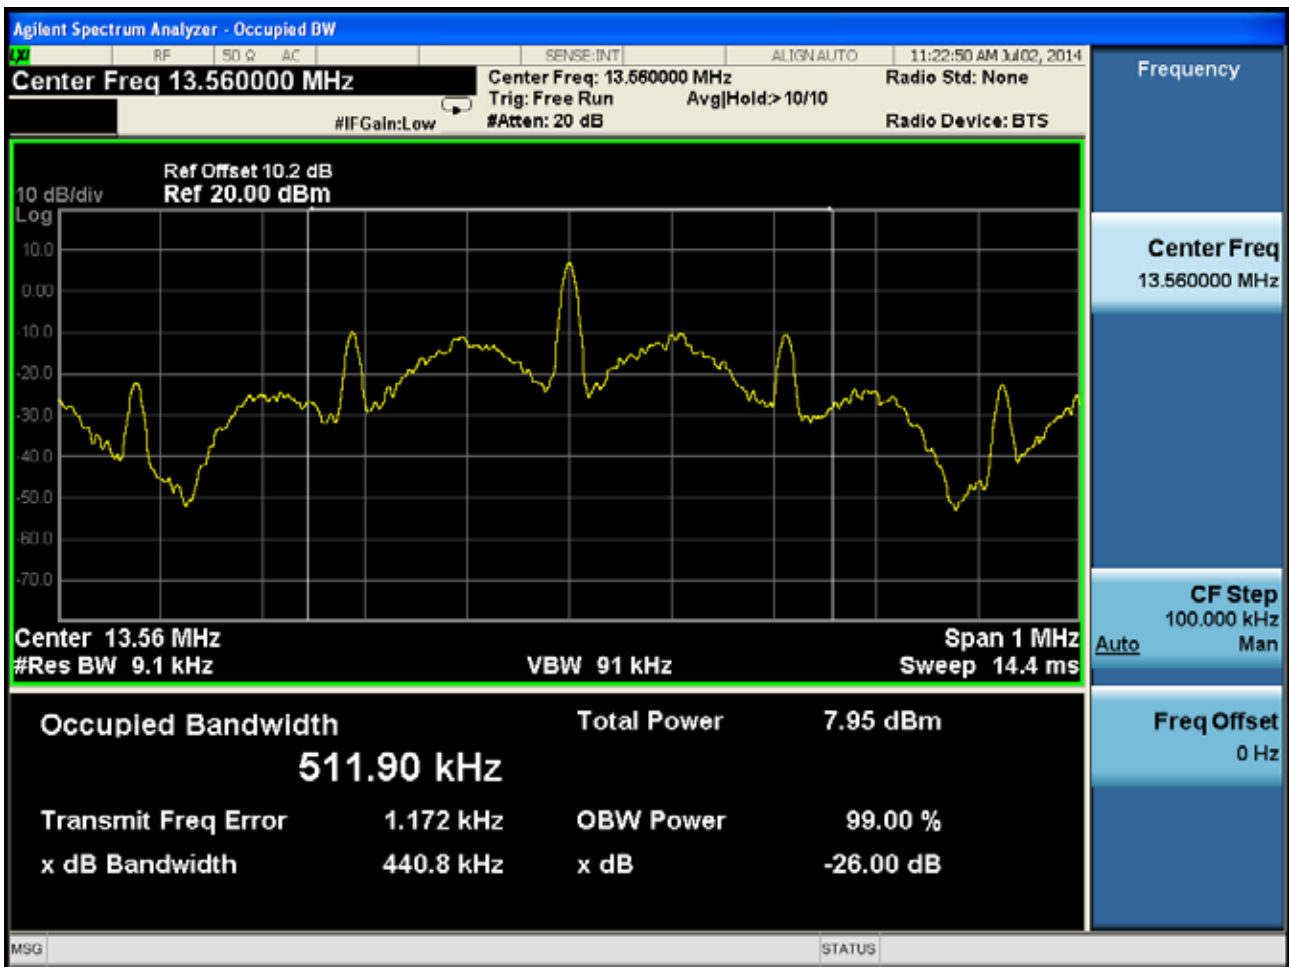 Agilent Spectrum Analyzer - Occupied BW
LXI RF 50 Ω AC SENSE:INT ALIGN AUTO 11:22:50 AM Jul 02, 2014
Center Freq 13.560000 MHz
Center Freq: 13.560000 MHz
Radio Std: None
Trig: Free Run Avg|Hold:> 10/10
#IFGain:Low
#Atten: 20 dB
Radio Device: BTS
Frequency
Ref Offset 10.2 dB
10 dB/div Ref 20.00 dBm
Log
10.0
0.00
-10.0
-20.0
-30.0
-40.0
-50.0
-60.0
-70.0
Center 13.56 MHz Span 1 MHz
#Res BW 9.1 kHz VBW 91 kHz Sweep 14.4 ms
Center Freq
13.560000 MHz
CF Step
100.000 kHz
Auto Man
Freq Offset
0 Hz
Occupied Bandwidth Total Power 7.95 dBm
511.90 kHz
Transmit Freq Error 1.172 kHz OBW Power 99.00 %
x dB Bandwidth 440.8 kHz x dB -26.00 dB
MSG STATUS